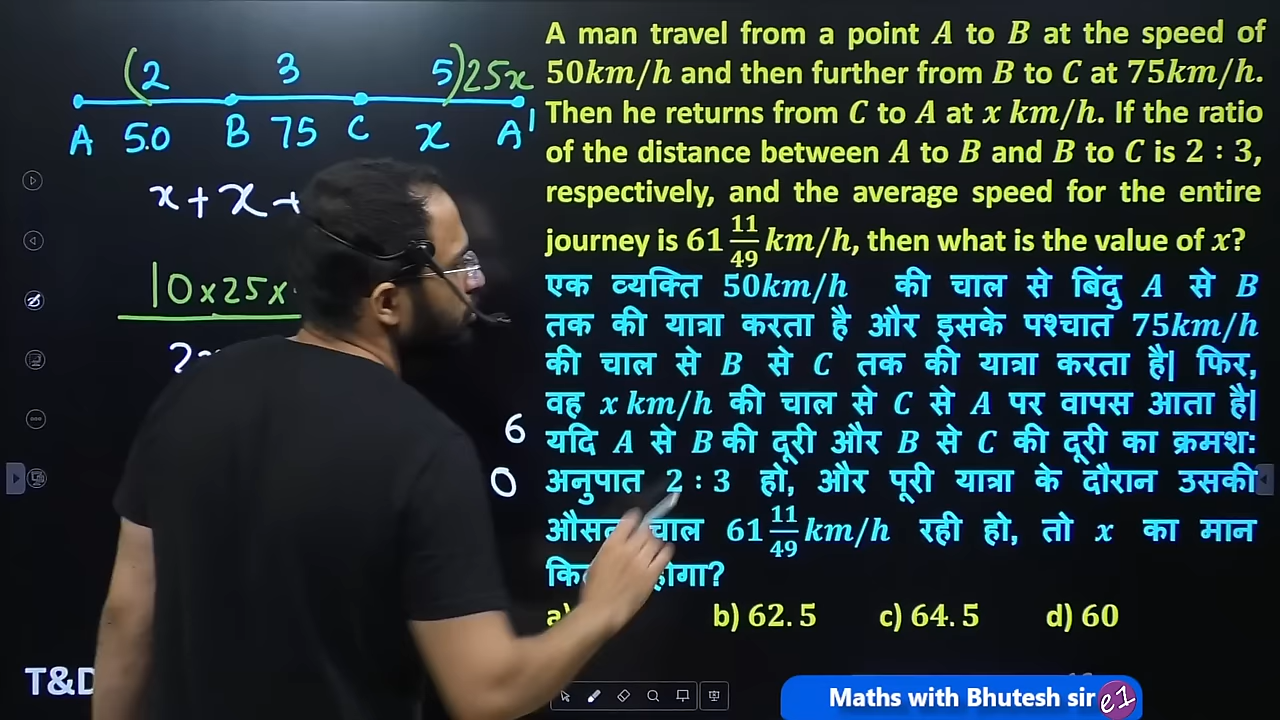 (2 3 5) 25x
A 50 B 75 C x A'
x + x +
10x25x
6
0
A man travel from a point A to B at the speed of
50km/h and then further from B to C at 75km/h.
Then he returns from C to A at x km/h. If the ratio
of the distance between A to B and B to C is 2 : 3,
respectively, and the average speed for the entire
journey is 61 11/49 km/h, then what is the value of x?
एक व्यक्ति 50km/h की चाल से बिंदु A से B
तक की यात्रा करता है और इसके पश्चात 75km/h
की चाल से B से C तक की यात्रा करता है| फिर,
वह x km/h की चाल से C से A पर वापस आता है|
यदि A से B की दूरी और B से C की दूरी का क्रमश:
अनुपात 2 : 3 हो, और पूरी यात्रा के दौरान उसकी
चाल 61 11/49 km/h रही हो, तो x का मान
a) b) 62.5 c) 64.5 d) 60
T&D
Maths with Bhutesh sir e1